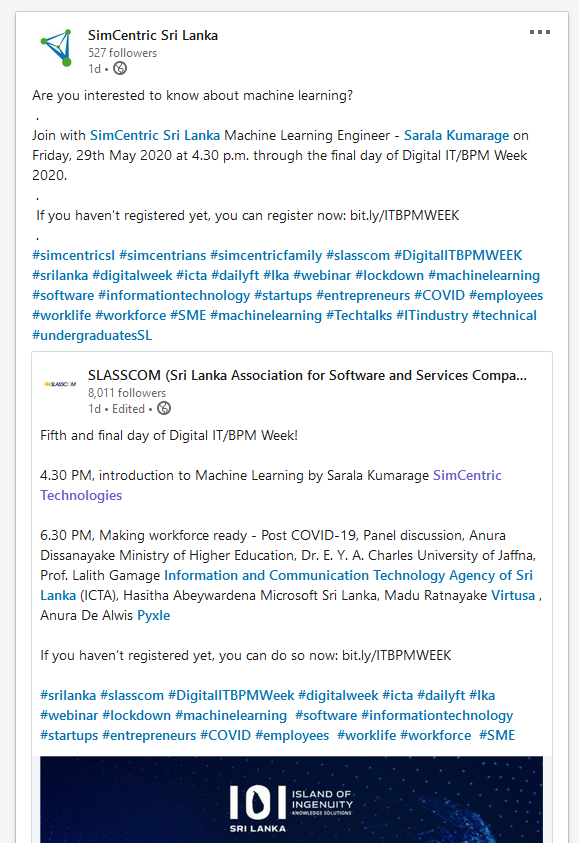 SimCentric Sri Lanka
527 followers
1d •
Are you interested to know about machine learning?
.
Join with SimCentric Sri Lanka Machine Learning Engineer - Sarala Kumarage on
Friday, 29th May 2020 at 4.30 p.m. through the final day of Digital IT/BPM Week
2020.
.
If you haven't registered yet, you can register now: bit.ly/ITBPMWEEK
.
#simcentricsl #simcentrians #simcentricfamily #slasscom #DigitalITBPMWEEK
#srilanka #digitalweek #icta #dailyft #lka #webinar #lockdown #machinelearning
#software #informationtechnology #startups #entrepreneurs #COVID #employees
#worklife #workforce #SME #machinelearning #Techtalks #ITindustry #technical
#undergraduatesSL
SLASSCOM
SLASSCOM (Sri Lanka Association for Software and Services Compa...
8,011 followers
1d • Edited •
Fifth and final day of Digital IT/BPM Week!
4.30 PM, introduction to Machine Learning by Sarala Kumarage SimCentric
Technologies
6.30 PM, Making workforce ready - Post COVID-19, Panel discussion, Anura
Dissanayake Ministry of Higher Education, Dr. E. Y. A. Charles University of Jaffna,
Prof. Lalith Gamage Information and Communication Technology Agency of Sri
Lanka (ICTA), Hasitha Abeywardena Microsoft Sri Lanka, Madu Ratnayake Virtusa ,
Anura De Alwis Pyxle
If you haven't registered yet, you can do so now: bit.ly/ITBPMWEEK
#srilanka #slasscom #DigitalITBPMWeek #digitalweek #icta #dailyft #lka
#webinar #lockdown #machinelearning #software #informationtechnology
#startups #entrepreneurs #COVID #employees #worklife #workforce #SME
IOI
SRI LANKA
ISLAND OF
INGENUITY
KNOWLEDGE SOLUTIONS